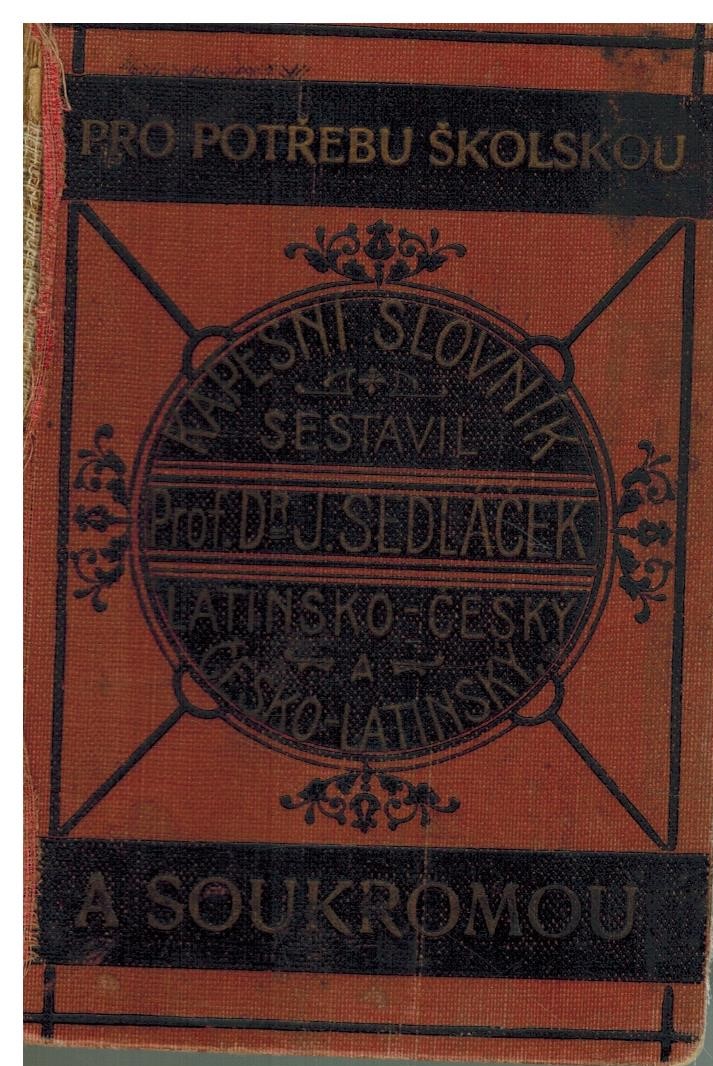 PRO POTŘEBU ŠKOLSKOU
KAPESNÍ SLOVNÍK
SESTAVIL
Prof. DR. J. SEDLÁČEK
LATINSKO-ČESKÝ
A
ČESKO-LATINSKÝ.
A SOUKROMOU